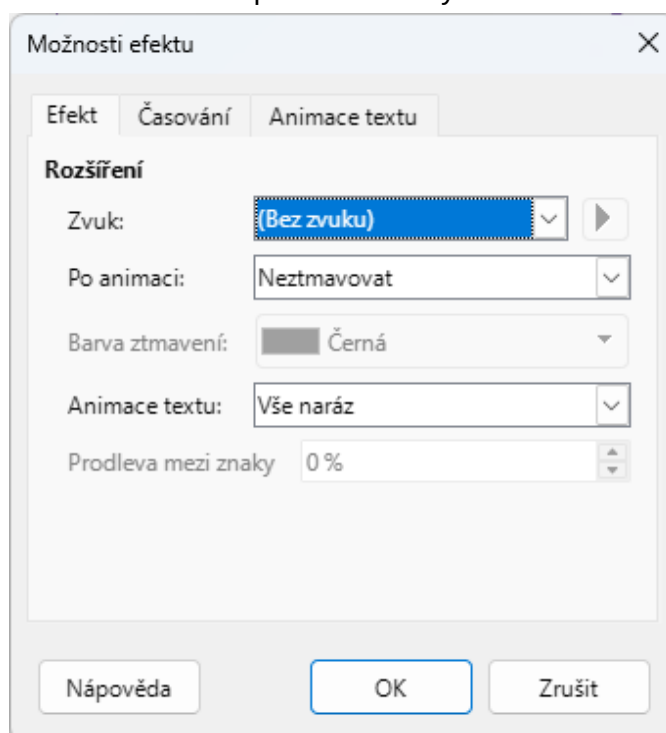 Možnosti efektu
Efekt Časování Animace textu
Rozšíření
Zvuk: (Bez zvuku)
Po animaci: Neztmavovat
Barva ztmavení: Černá
Animace textu: Vše naráz
Prodleva mezi znaky 0 %
Nápověda OK Zrušit